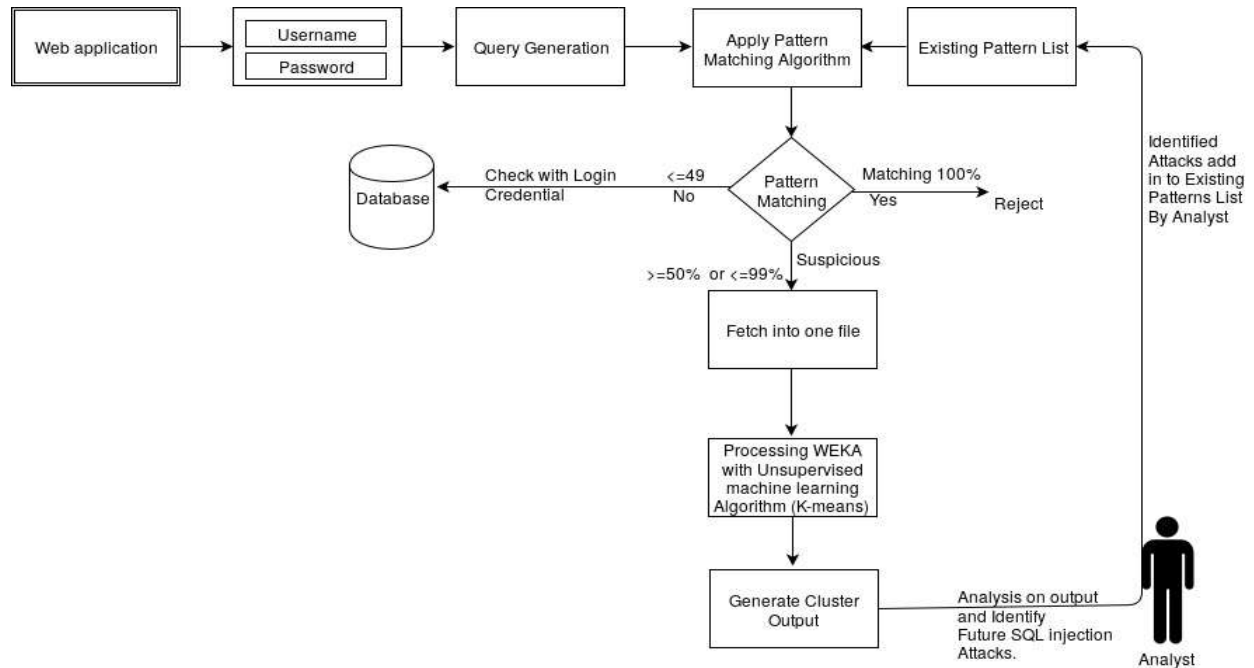 Web application
Username
Password
Query Generation
Apply Pattern
Matching Algorithm
Existing Pattern List
Identified
Attacks add
in to Existing
Patterns List
By Analyst
Database
Check with Login
Credential
<=49
No
Pattern
Matching
Matching 100%
Yes
Reject
Suspicious
>=50% or <=99%
Fetch into one file
Processing WEKA
with Unsupervised
machine learning
Algorithm (K-means)
Generate Cluster
Output
Analysis on output
and Identify
Future SQL injection
Attacks.
Analyst